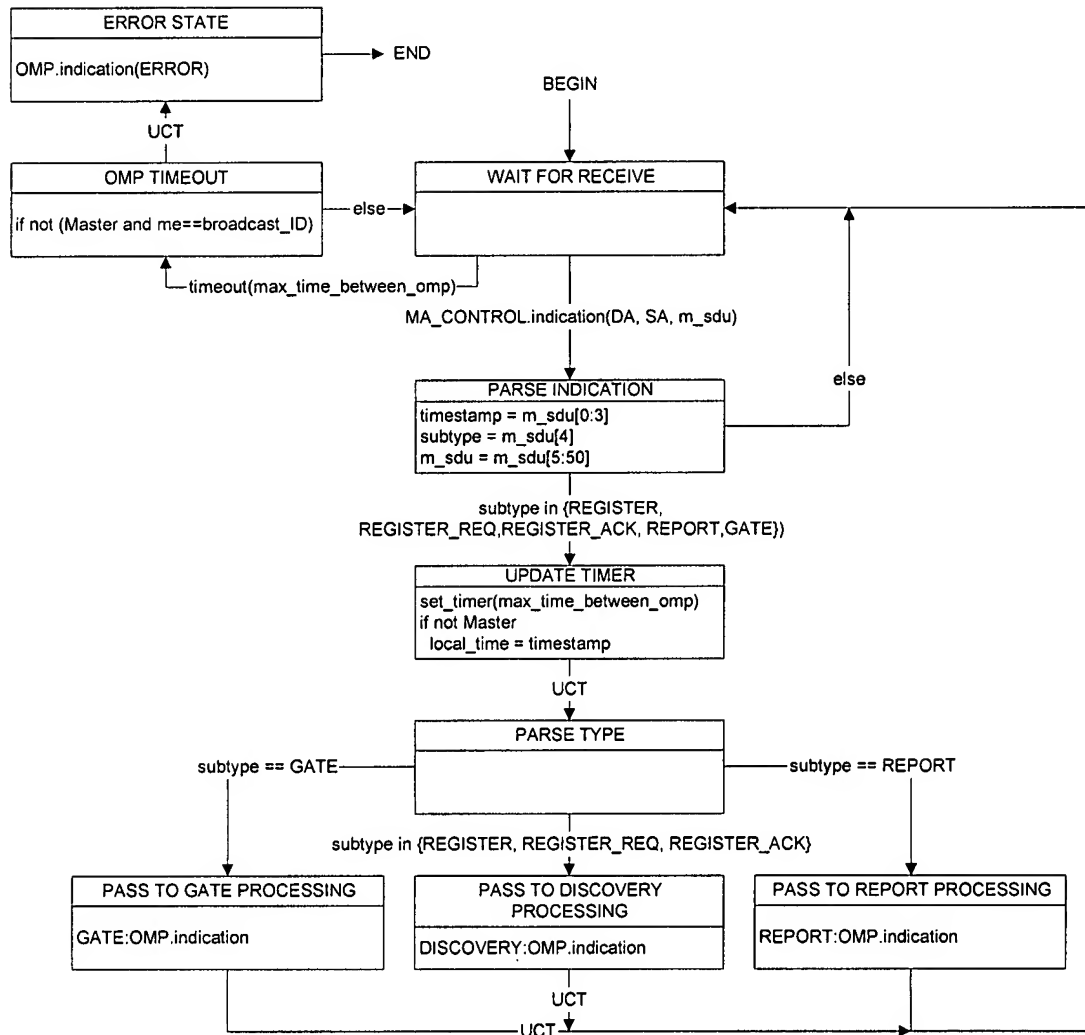 ERROR STATE
OMP.indication(ERROR)
END
BEGIN
UCT
OMP TIMEOUT
if not (Master and me==broadcast_ID)
else
WAIT FOR RECEIVE
timeout(max_time_between_omp)
MA_CONTROL.indication(DA, SA, m_sdu)
else
PARSE INDICATION
timestamp = m_sdu[0:3]
subtype = m_sdu[4]
m_sdu = m_sdu[5:50]
subtype in {REGISTER,
REGISTER_REQ,REGISTER_ACK, REPORT,GATE})
UPDATE TIMER
set_timer(max_time_between_omp)
if not Master
local_time = timestamp
UCT
PARSE TYPE
subtype == GATE
subtype == REPORT
subtype in {REGISTER, REGISTER_REQ, REGISTER_ACK}
PASS TO GATE PROCESSING
GATE:OMP.indication
PASS TO DISCOVERY
PROCESSING
DISCOVERY:OMP.indication
PASS TO REPORT PROCESSING
REPORT:OMP.indication
UCT
UCT